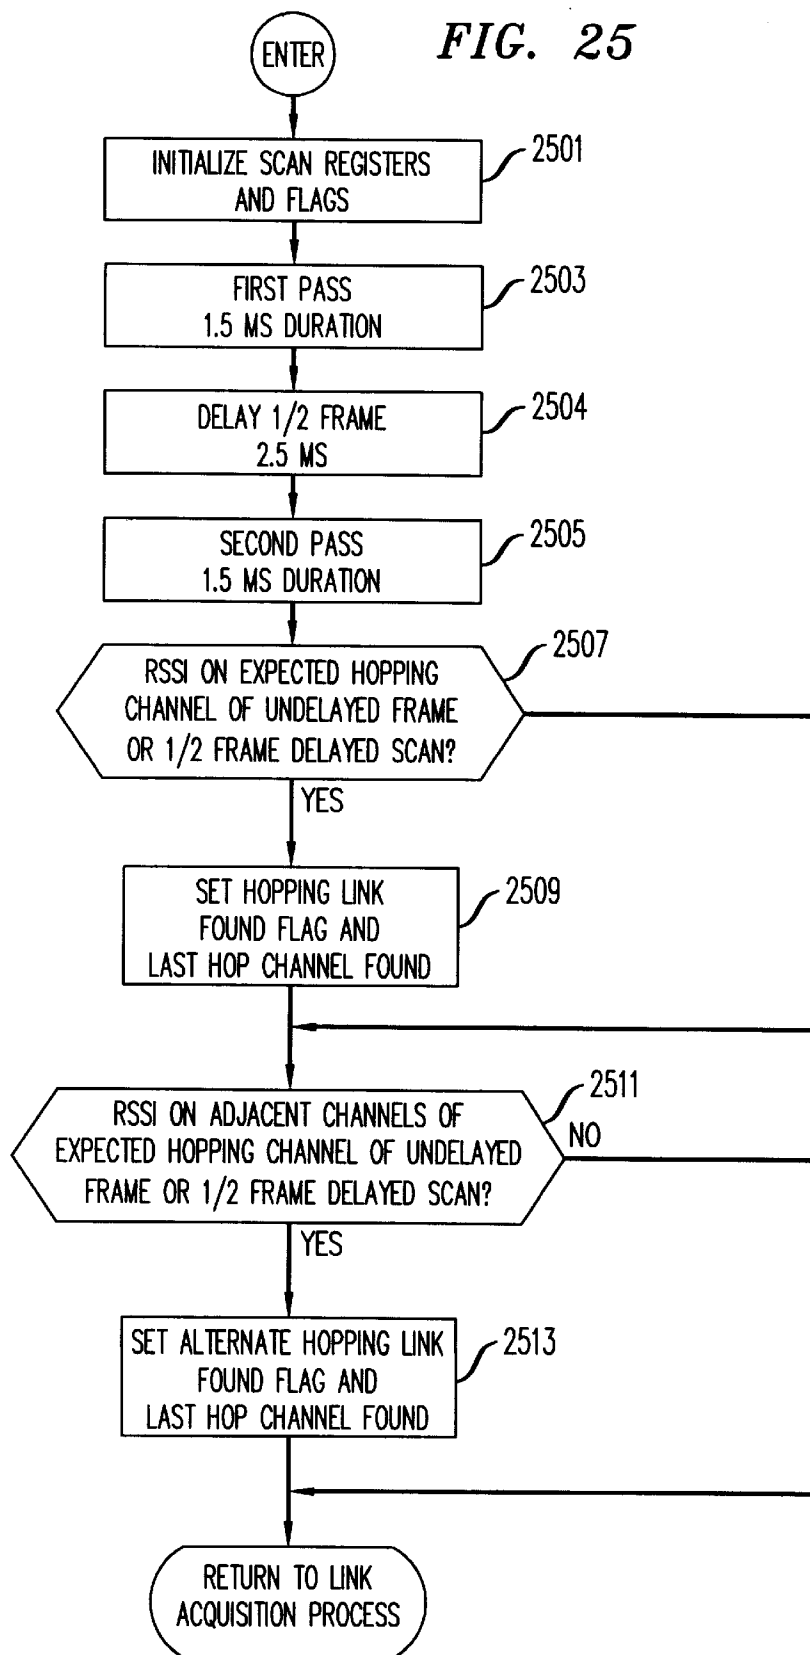 FIG. 25
ENTER
INITIALIZE SCAN REGISTERS
AND FLAGS
2501
FIRST PASS
1.5 MS DURATION
2503
DELAY 1/2 FRAME
2.5 MS
2504
SECOND PASS
1.5 MS DURATION
2505
RSSI ON EXPECTED HOPPING
CHANNEL OF UNDELAYED FRAME
OR 1/2 FRAME DELAYED SCAN?
2507
YES
SET HOPPING LINK
FOUND FLAG AND
LAST HOP CHANNEL FOUND
2509
RSSI ON ADJACENT CHANNELS OF
EXPECTED HOPPING CHANNEL OF UNDELAYED
FRAME OR 1/2 FRAME DELAYED SCAN?
2511
NO
YES
SET ALTERNATE HOPPING LINK
FOUND FLAG AND
LAST HOP CHANNEL FOUND
2513
RETURN TO LINK
ACQUISITION PROCESS